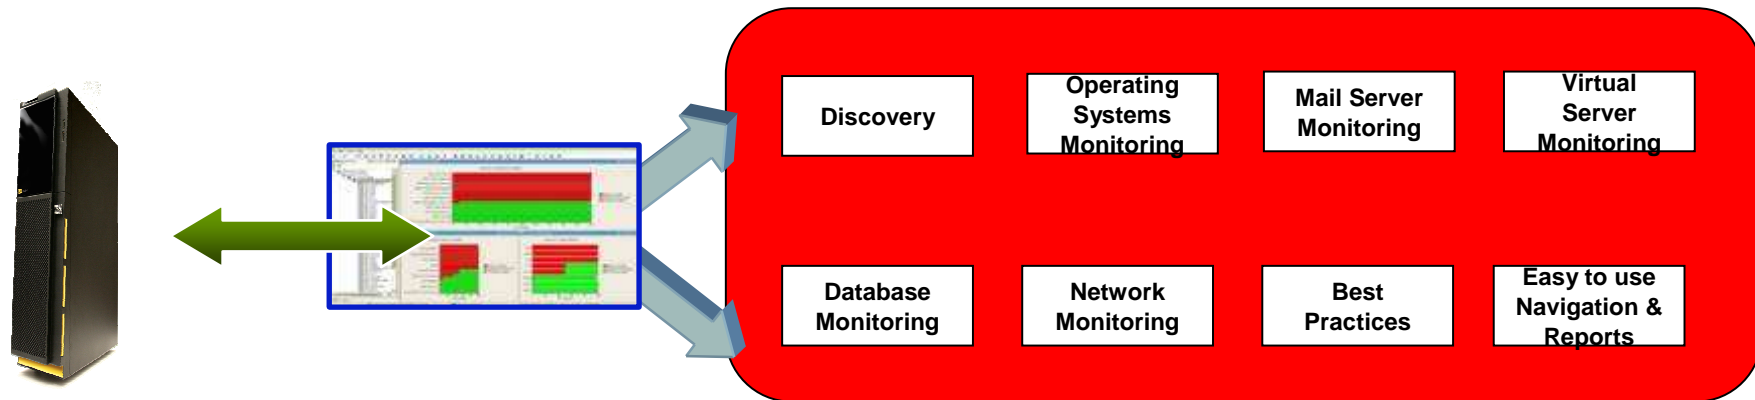 Discovery
Operating
Systems
Monitoring
Mail Server
Monitoring
Virtual
Server
Monitoring
Database
Monitoring
Network
Monitoring
Best
Practices
Easy to use
Navigation &
Reports